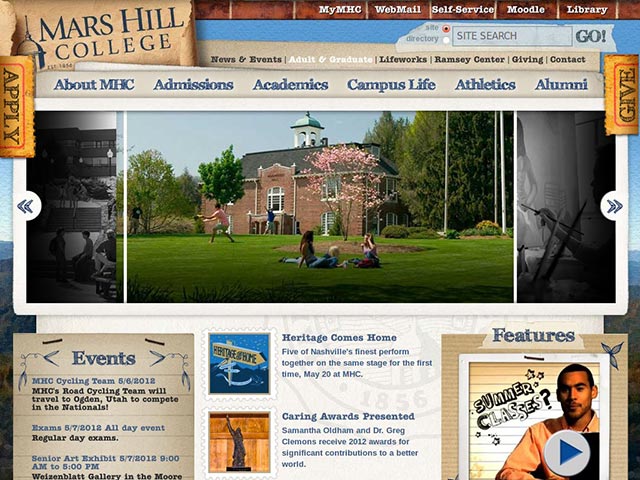 MyMHC WebMail Self-Service Moodle Library
MARS HILL
COLLEGE
EST. 1856
site
directory
SITE SEARCH
GO!
News & Events | Adult & Graduate | Lifeworks | Ramsey Center | Giving | Contact
APPLY
GIVE
About MHC Admissions Academics Campus Life Athletics Alumni
Events
MHC Cycling Team 5/6/2012
MHC's Road Cycling Team will
travel to Ogden, Utah to compete
in the Nationals!
Exams 5/7/2012 All day event
Regular day exams.
Senior Art Exhibit 5/7/2012 9:00
AM to 5:00 PM
Weizenblatt Gallery in the Moore
HERITAGE
HOME
Heritage Comes Home
Five of Nashville's finest perform
together on the same stage for the first
time, May 20 at MHC.
Caring Awards Presented
Samantha Oldham and Dr. Greg
Clemons receive 2012 awards for
significant contributions to a better
world.
1856
Features
SUMMER
CLASSES?